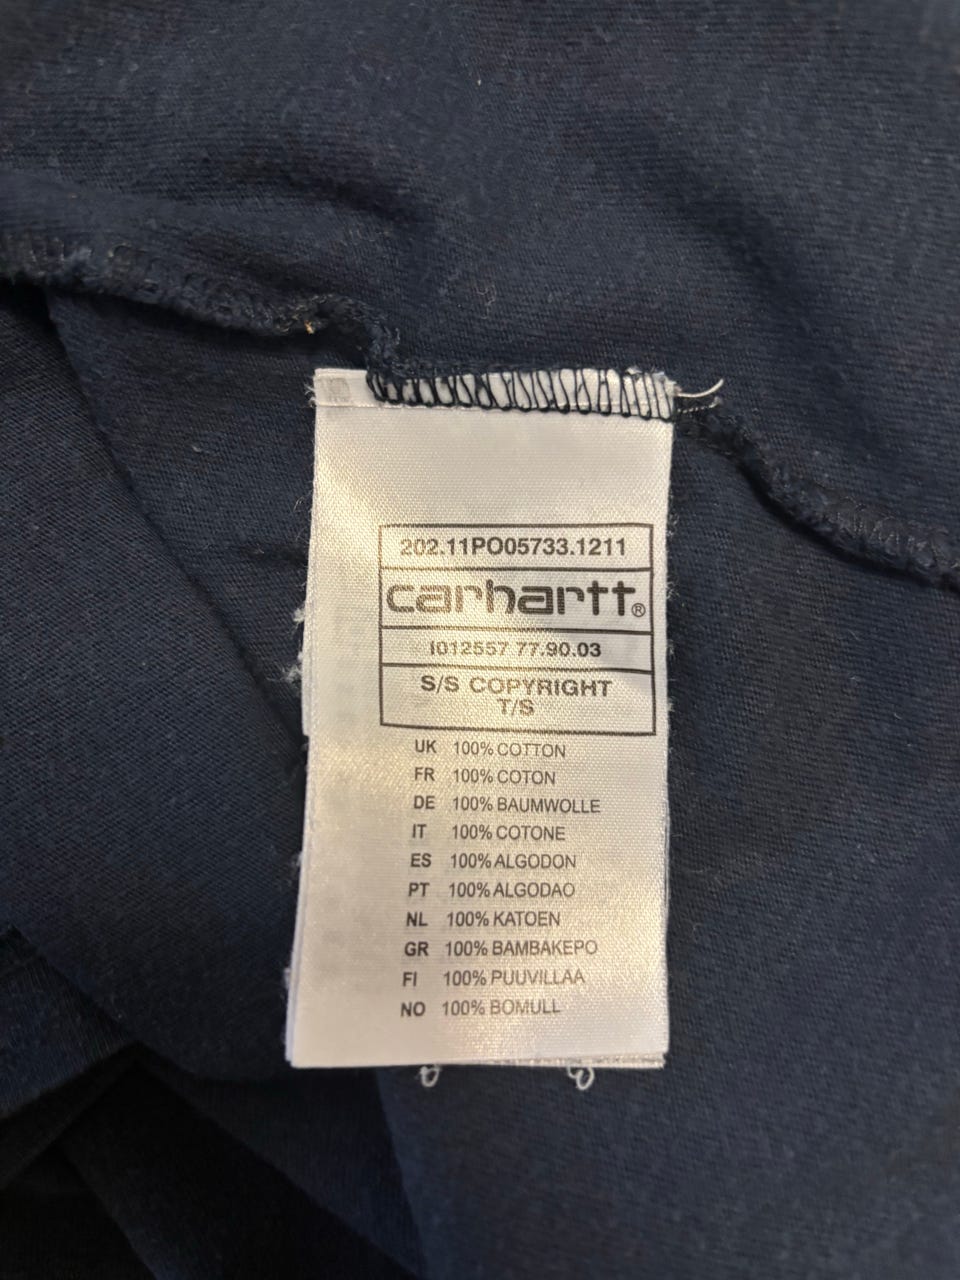 202.11PO05733.1211
carhartt®
I012557 77.90.03
S/S COPYRIGHT
T/S
UK 100% COTTON
FR 100% COTON
DE 100% BAUMWOLLE
IT 100% COTONE
ES 100% ALGODON
PT 100% ALGODAO
NL 100% KATOEN
GR 100% BAMBAKEPO
FI 100% PUUVILLAA
NO 100% BOMULL